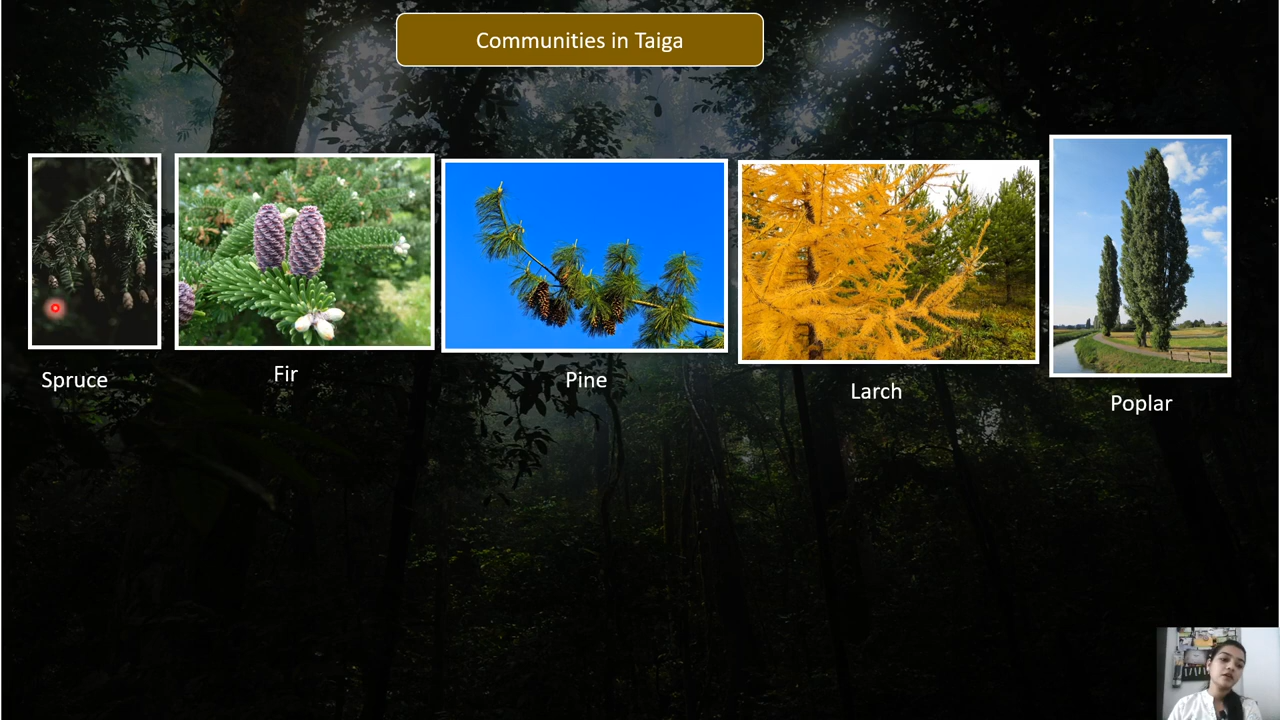 Communities in Taiga
Spruce
Fir
Pine
Larch
Poplar